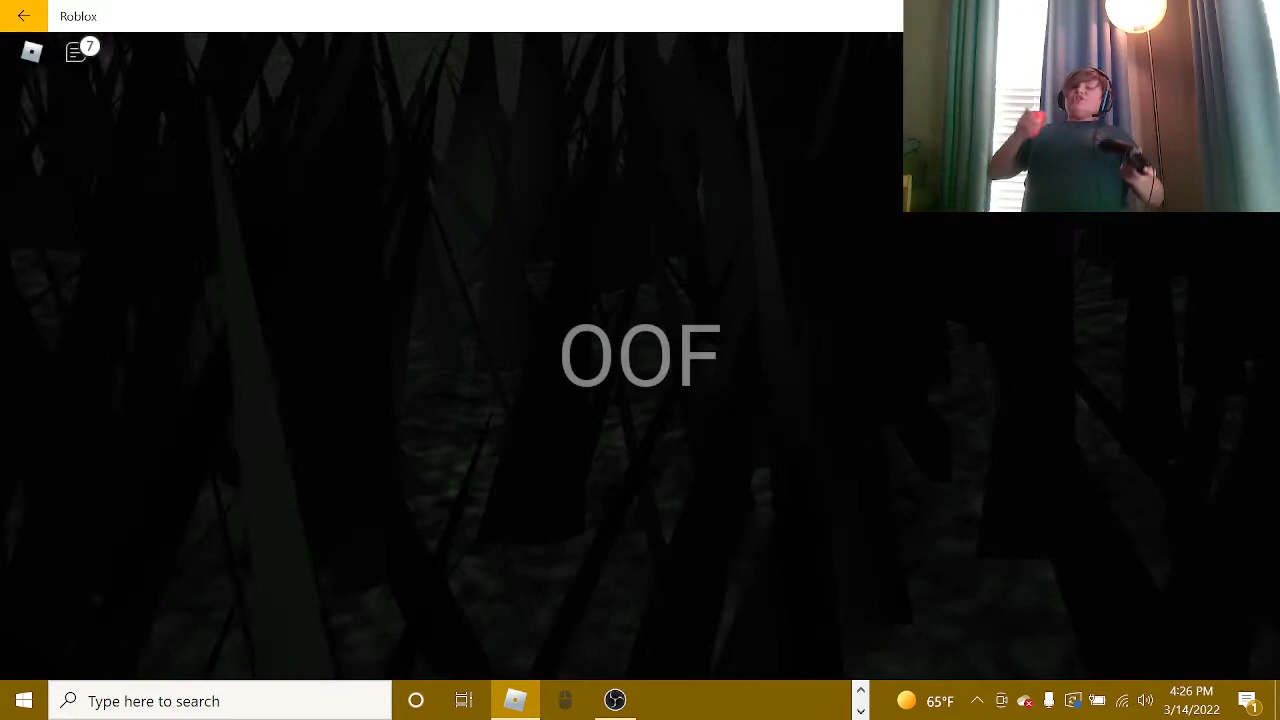 Roblox
7
OOF
Type here to search
65°F
4:26 PM
3/14/2022
1